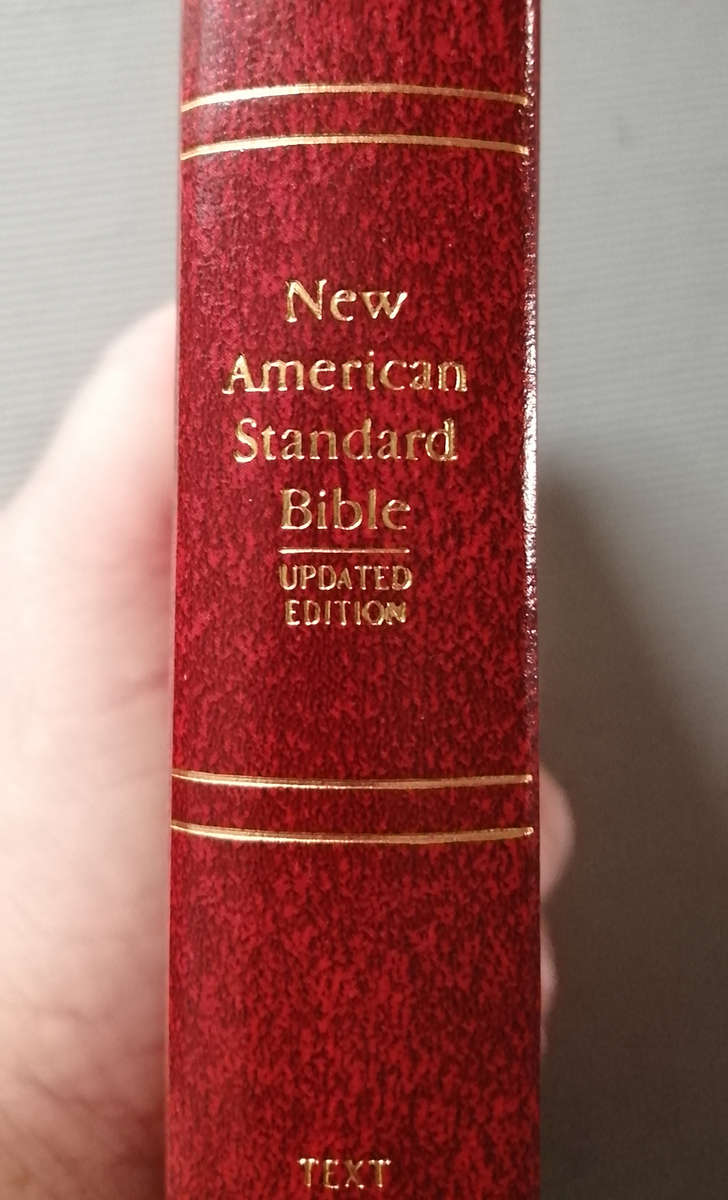 New
American
Standard
Bible
UPDATED
EDITION
TEXT